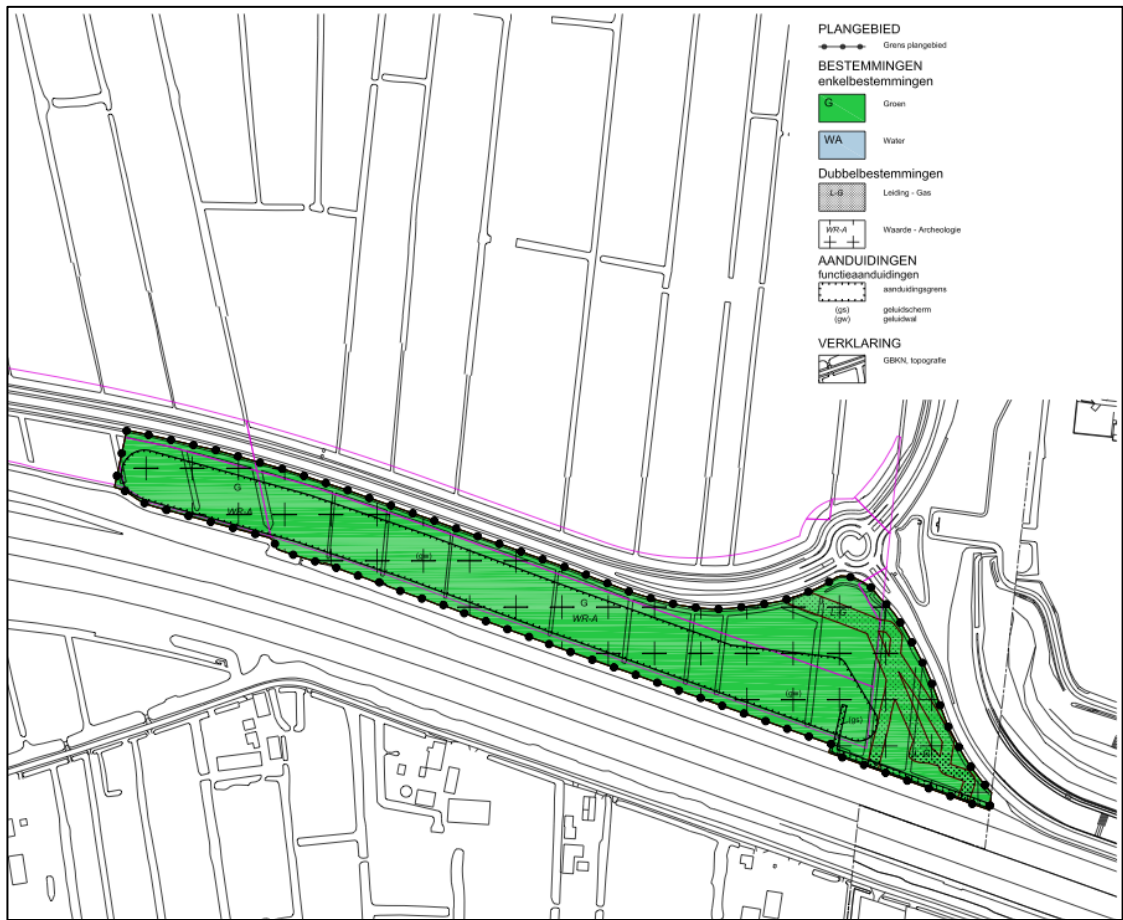 PLANGEBIED
Grens plangebied
BESTEMMINGEN
enkelbestemmingen
G Groen
WA Water
Dubbelbestemmingen
L-G Leiding - Gas
WR-A Waarde - Archeologie
AANDUIDINGEN
functieaanduidingen
aanduidingsgrens
(gs) geluidscherm
(gw) geluidwal
VERKLARING
GBKN, topografie
G
WR-A
(gw)
G
WR-A
L-G
(gw)
(gs)
L-G